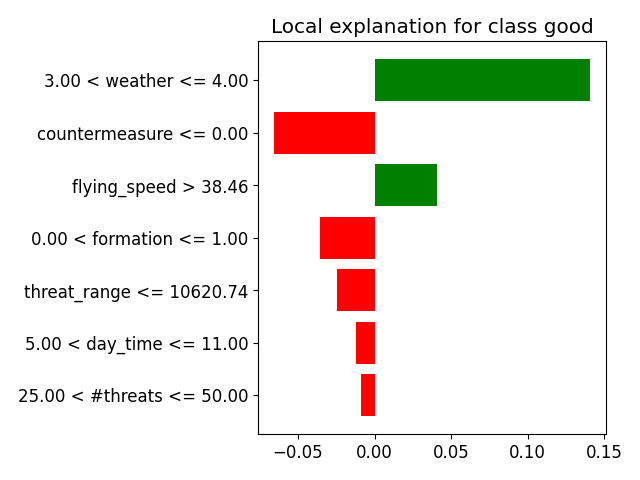 Local explanation for class good
3.00 < weather <= 4.00
countermeasure <= 0.00
flying_speed > 38.46
0.00 < formation <= 1.00
threat_range <= 10620.74
5.00 < day_time <= 11.00
25.00 < #threats <= 50.00
−0.05 0.00 0.05 0.10 0.15